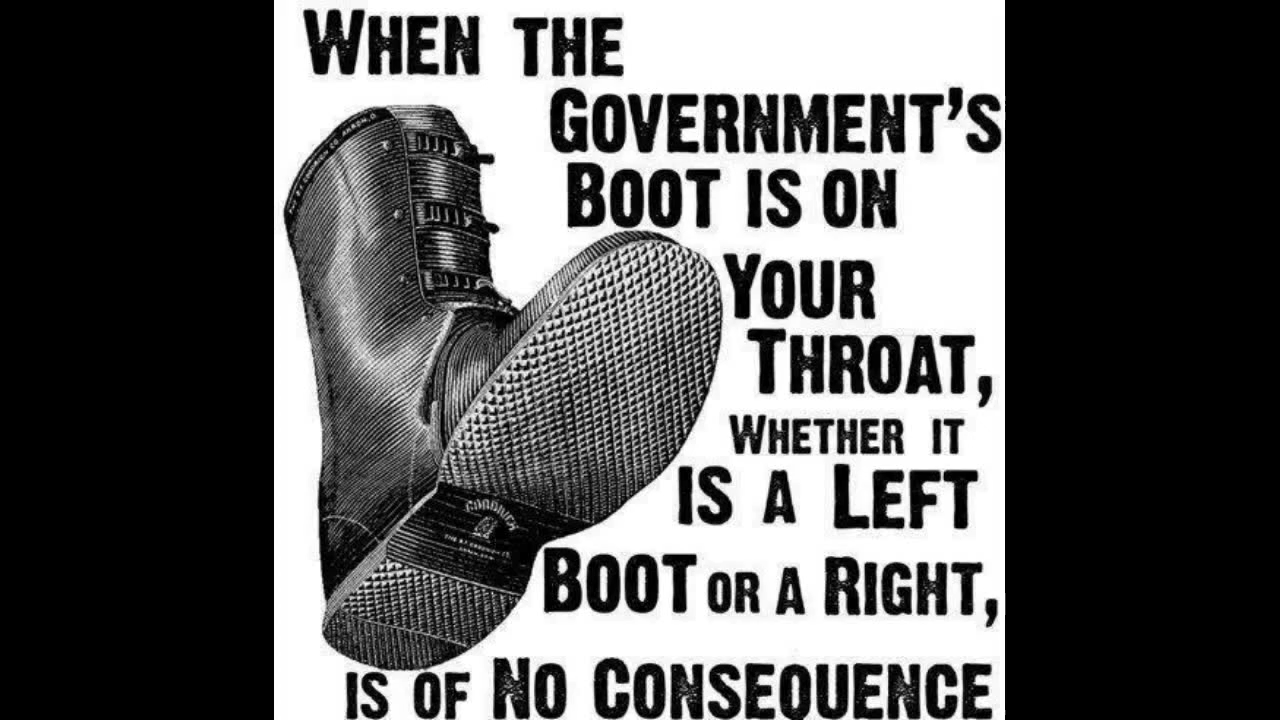 WHEN THE
GOVERNMENT'S
BOOT IS ON
YOUR
THROAT,
WHETHER IT
IS A LEFT
BOOT OR A RIGHT,
IS OF NO CONSEQUENCE
GOODRICH